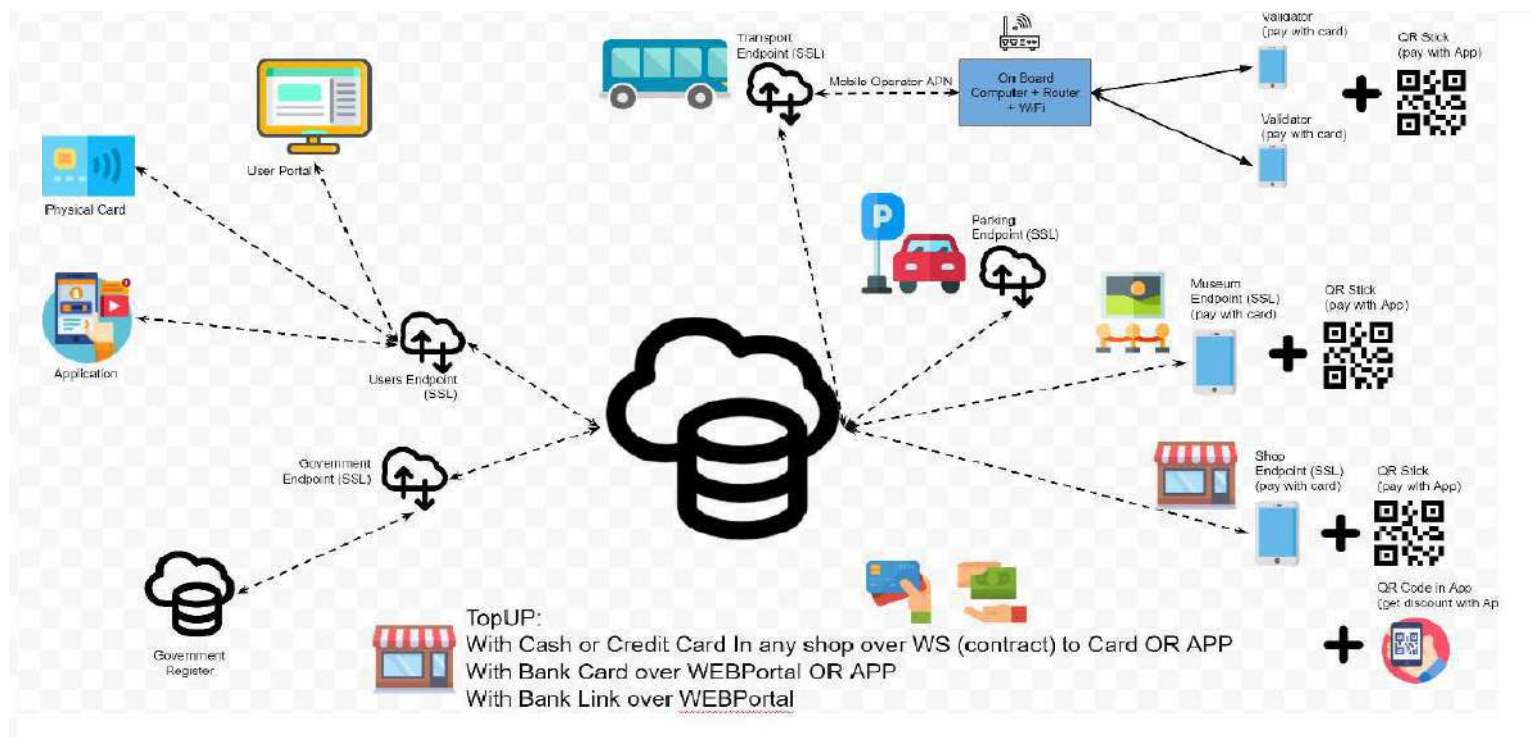 Transport
Endpoint (SSL)
Mobile Operator APN
On Board
Computer + Router
+ WiFi
Validator
(pay with card)
QR Stick
(pay with App)
Validator
(pay with card)
User Portal
Physical Card
Application
Users Endpoint
(SSL)
Parking
Endpoint (SSL)
P
Museum
Endpoint (SSL)
(pay with card)
QR Stick
(pay with App)
Government
Endpoint (SSL)
Government
Register
Shop
Endpoint (SSL)
(pay with card)
QR Stick
(pay with App)
QR Code in App
(get discount with Ap
TopUP:
With Cash or Credit Card In any shop over WS (contract) to Card OR APP
With Bank Card over WEBPortal OR APP
With Bank Link over WEBPortal